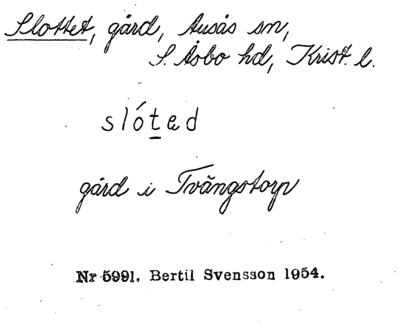 Slottet, gård, Ausås sn,
S. Åsbo hd, Krist. l.
slóted
gård i Tvångstorp
Nr 5991. Bertil Svensson 1954.